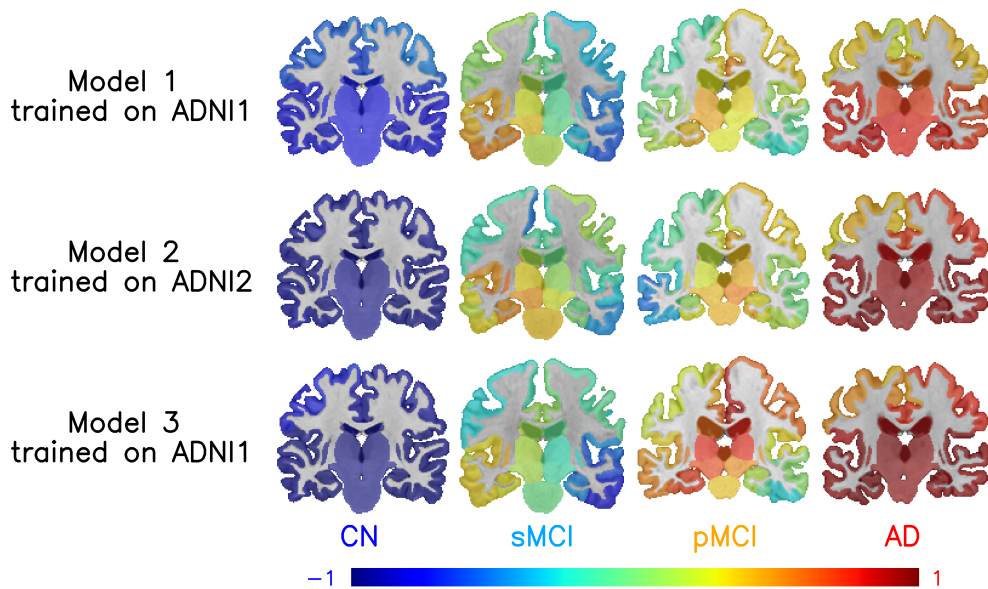 Model 1
trained on ADNI1
Model 2
trained on ADNI2
Model 3
trained on ADNI1
CN sMCI pMCI AD
−1 1